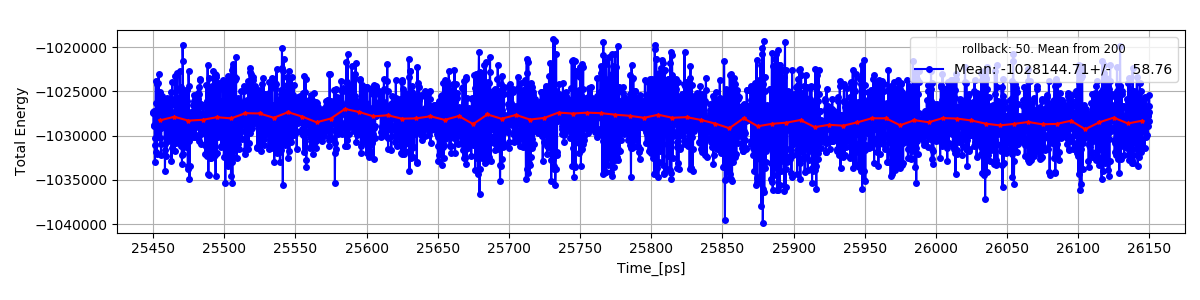 rollback: 50. Mean from 200
Mean: -1028144.71+/- 58.76
Total Energy
−1020000
−1025000
−1030000
−1035000
−1040000
25450 25500 25550 25600 25650 25700 25750 25800 25850 25900 25950 26000 26050 26100 26150
Time_[ps]